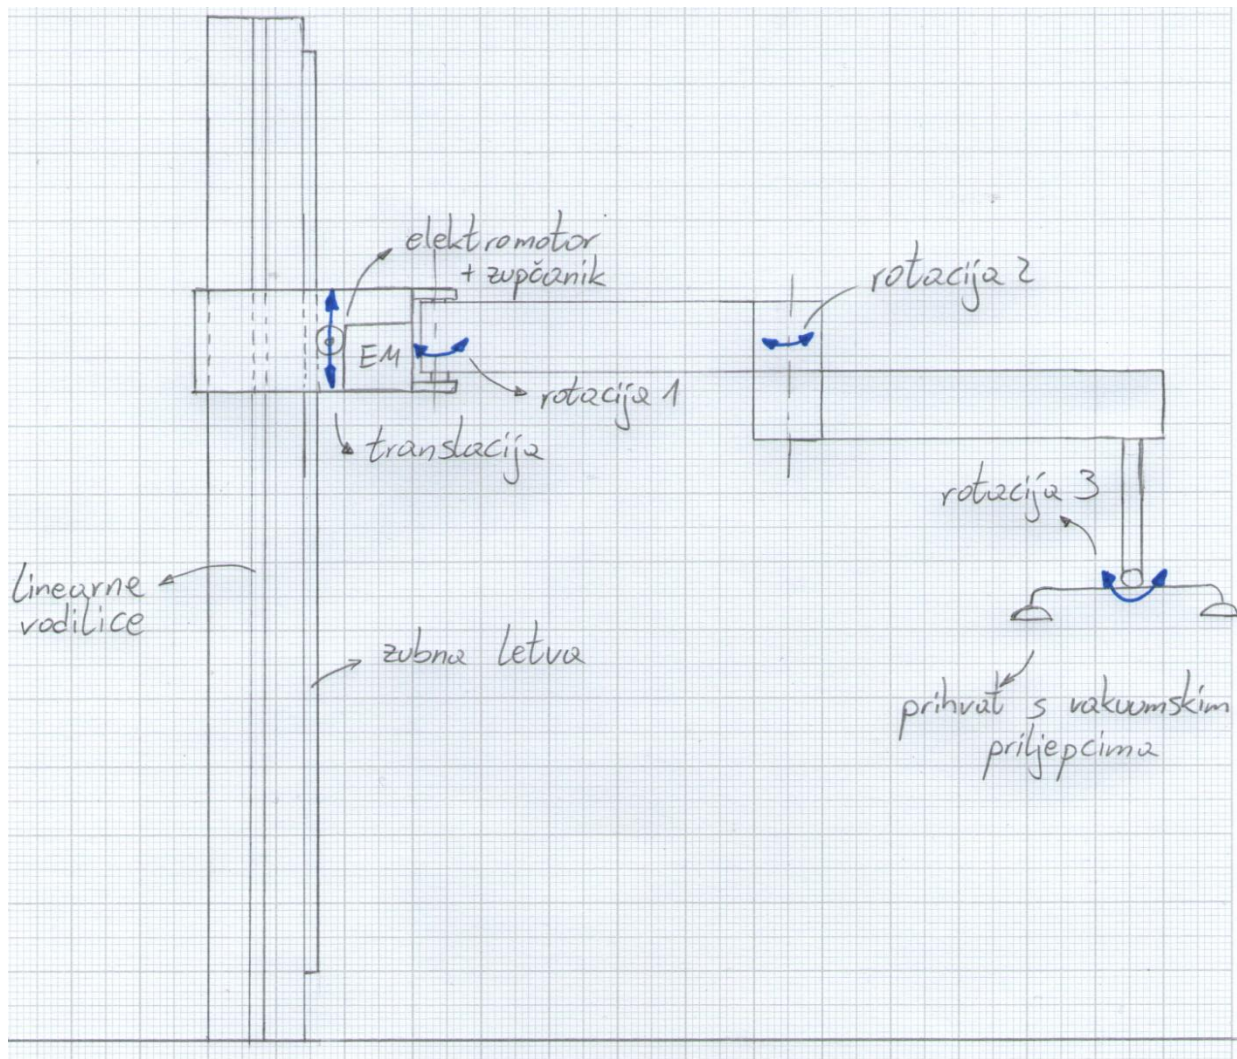 elektromotor
+ zupčanik
rotacija 2
EM
rotacija 1
translacija
rotacija 3
linearne
vodilice
zubna letva
prihvat s vakuumskim
priljepcima